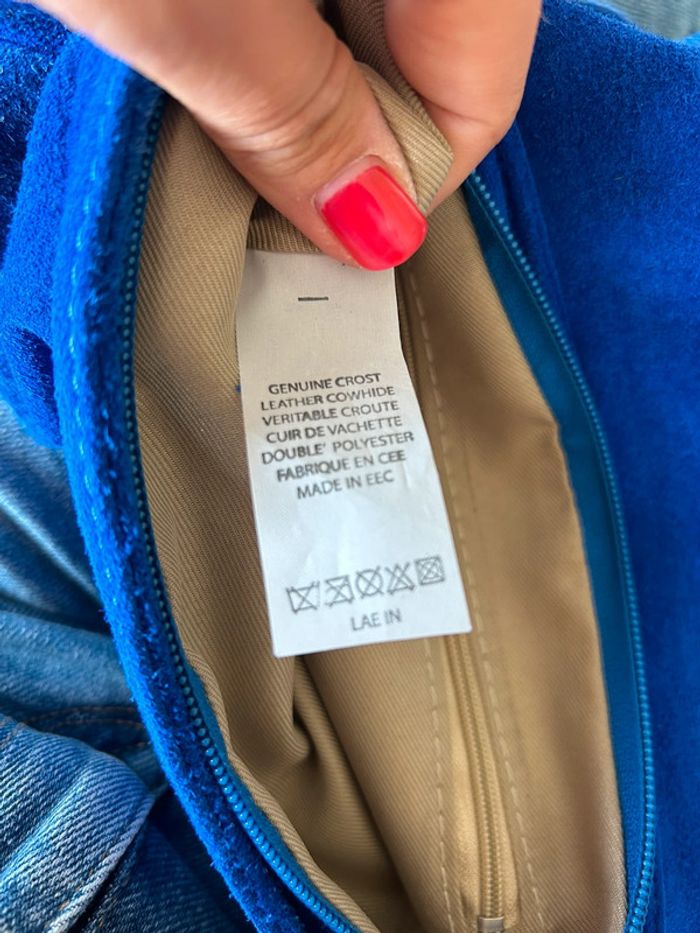 GENUINE CROST
LEATHER COWHIDE
VERITABLE CROUTE
CUIR DE VACHETTE
DOUBLE' POLYESTER
FABRIQUE EN CEE
MADE IN EEC
LAE IN